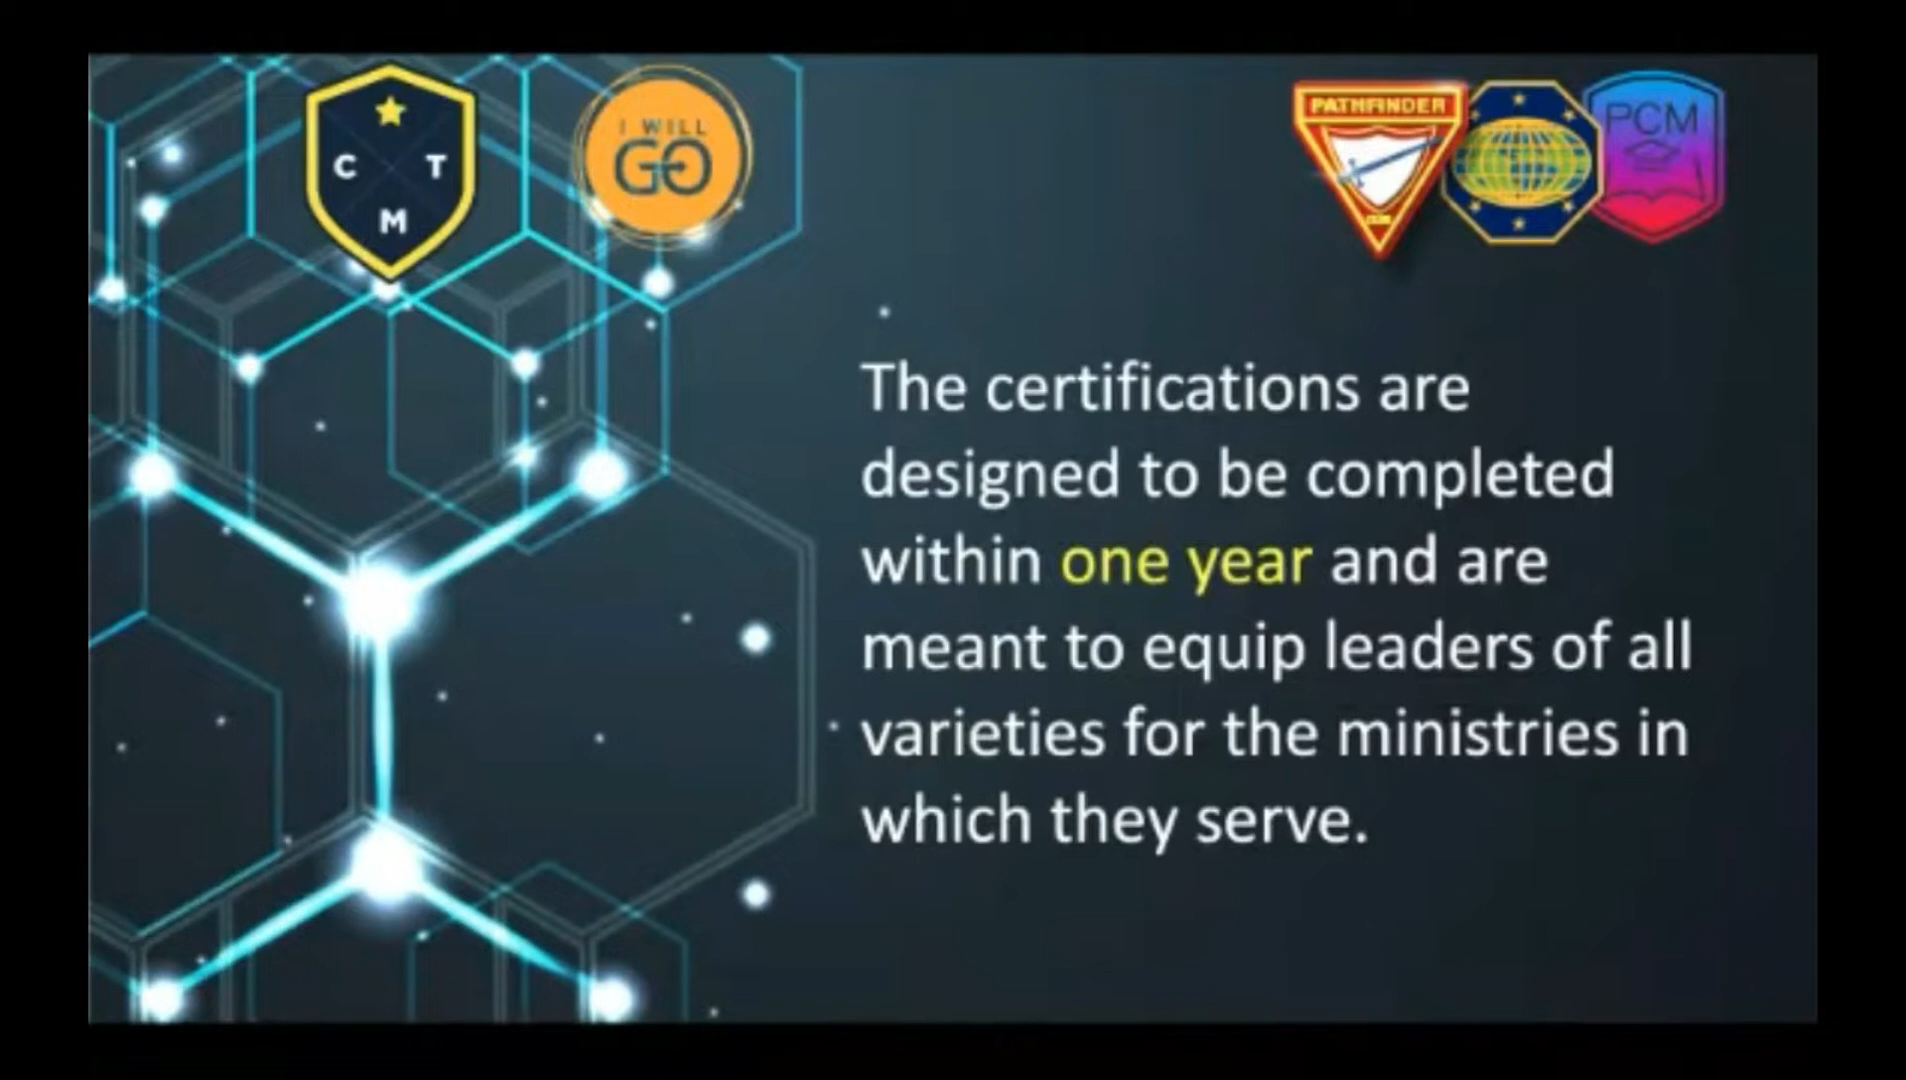 C T
M
I WILL
GO
PATHFINDER
PCM
The certifications are
designed to be completed
within one year and are
meant to equip leaders of all
varieties for the ministries in
which they serve.